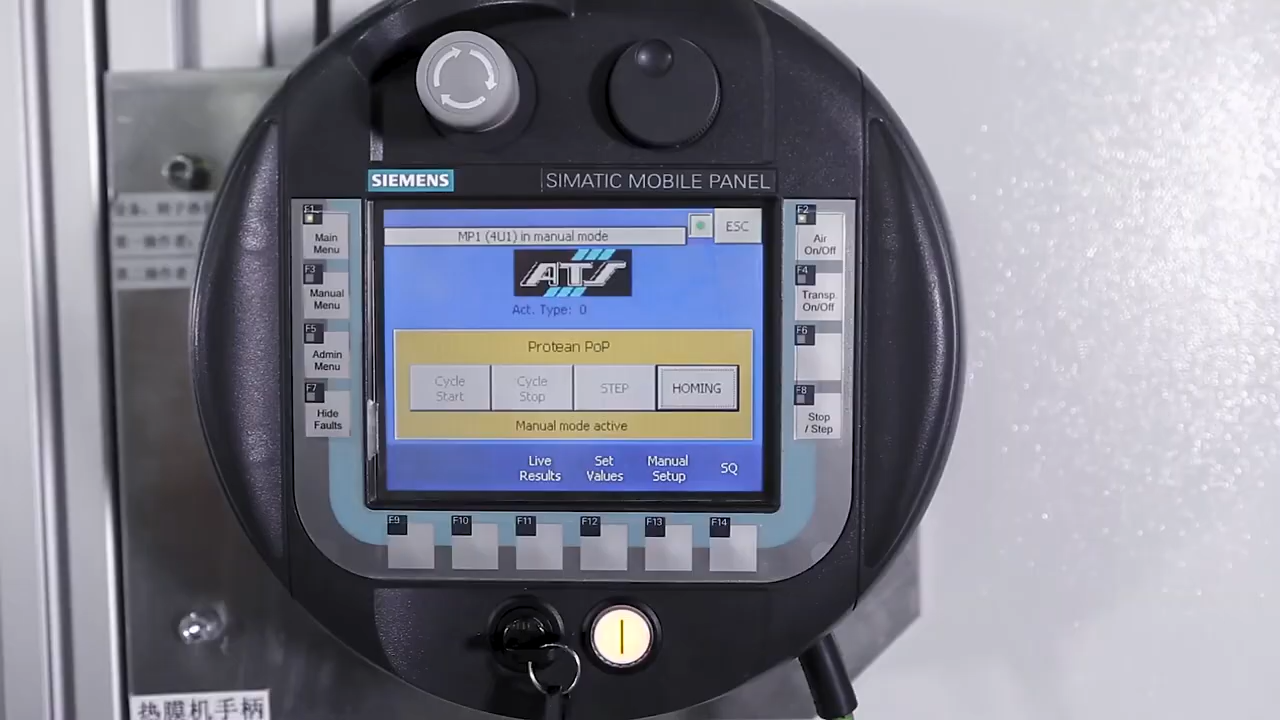 SIEMENS
SIMATIC MOBILE PANEL
F1
Main
Menu
F3
Manual
Menu
F5
Admin
Menu
F7
Hide
Faults
MP1 (4U1) in manual mode
ESC
ATS
Act. Type: 0
Protean PoP
Cycle
Start
Cycle
Stop
STEP
HOMING
Manual mode active
Live
Results
Set
Values
Manual
Setup
SQ
F2
Air
On/Off
F4
Transp.
On/Off
F6
F8
Stop
/ Step
F9
F10
F11
F12
F13
F14
热膜机手柄